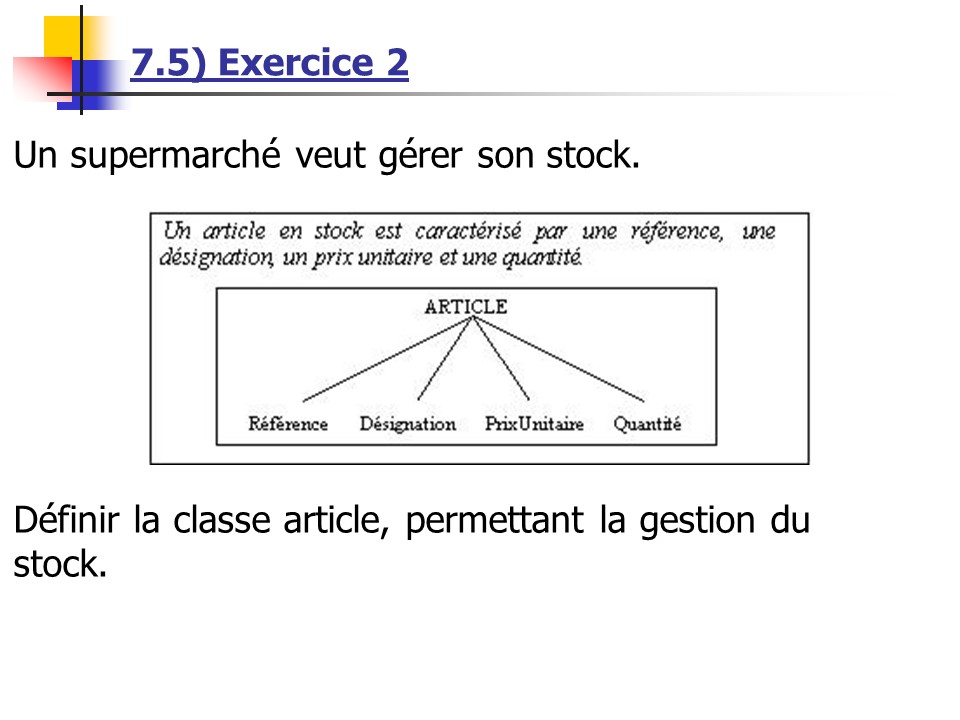 7.5) Exercice 2
Un supermarché veut gérer son stock.
Un article en stock est caractérisé par une référence, une
désignation, un prix unitaire et une quantité.
ARTICLE
Référence Désignation PrixUnitaire Quantité
Définir la classe article, permettant la gestion du
stock.